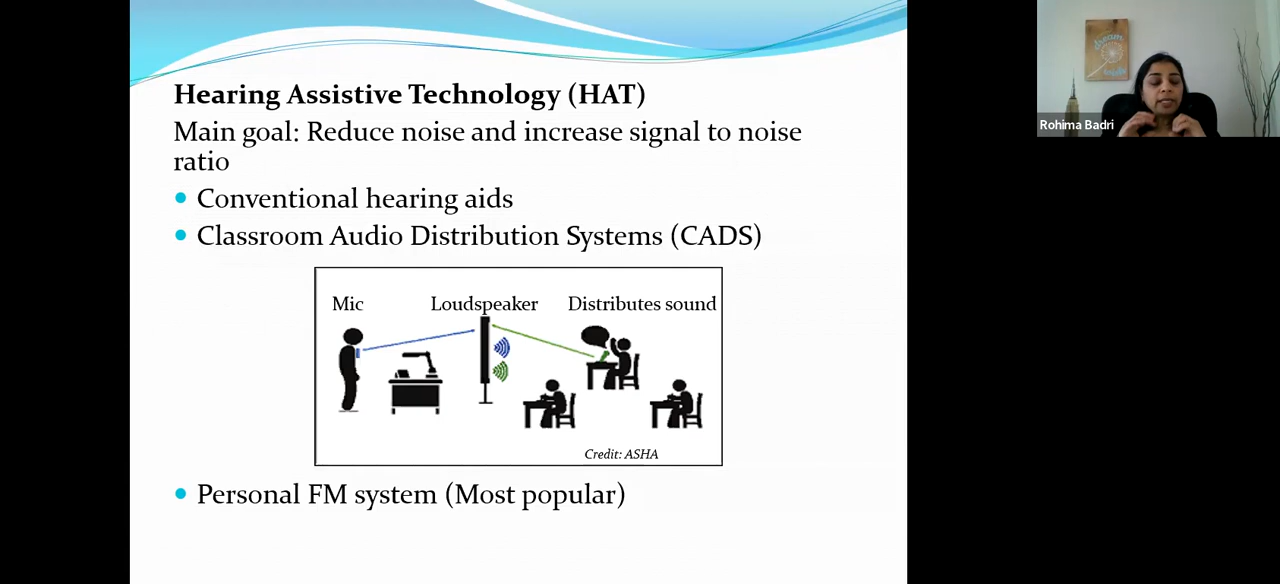 Hearing Assistive Technology (HAT)
Main goal: Reduce noise and increase signal to noise
ratio
Conventional hearing aids
Classroom Audio Distribution Systems (CADS)
Mic Loudspeaker Distributes sound
Credit: ASHA
Personal FM system (Most popular)
dream
Rohima Badri